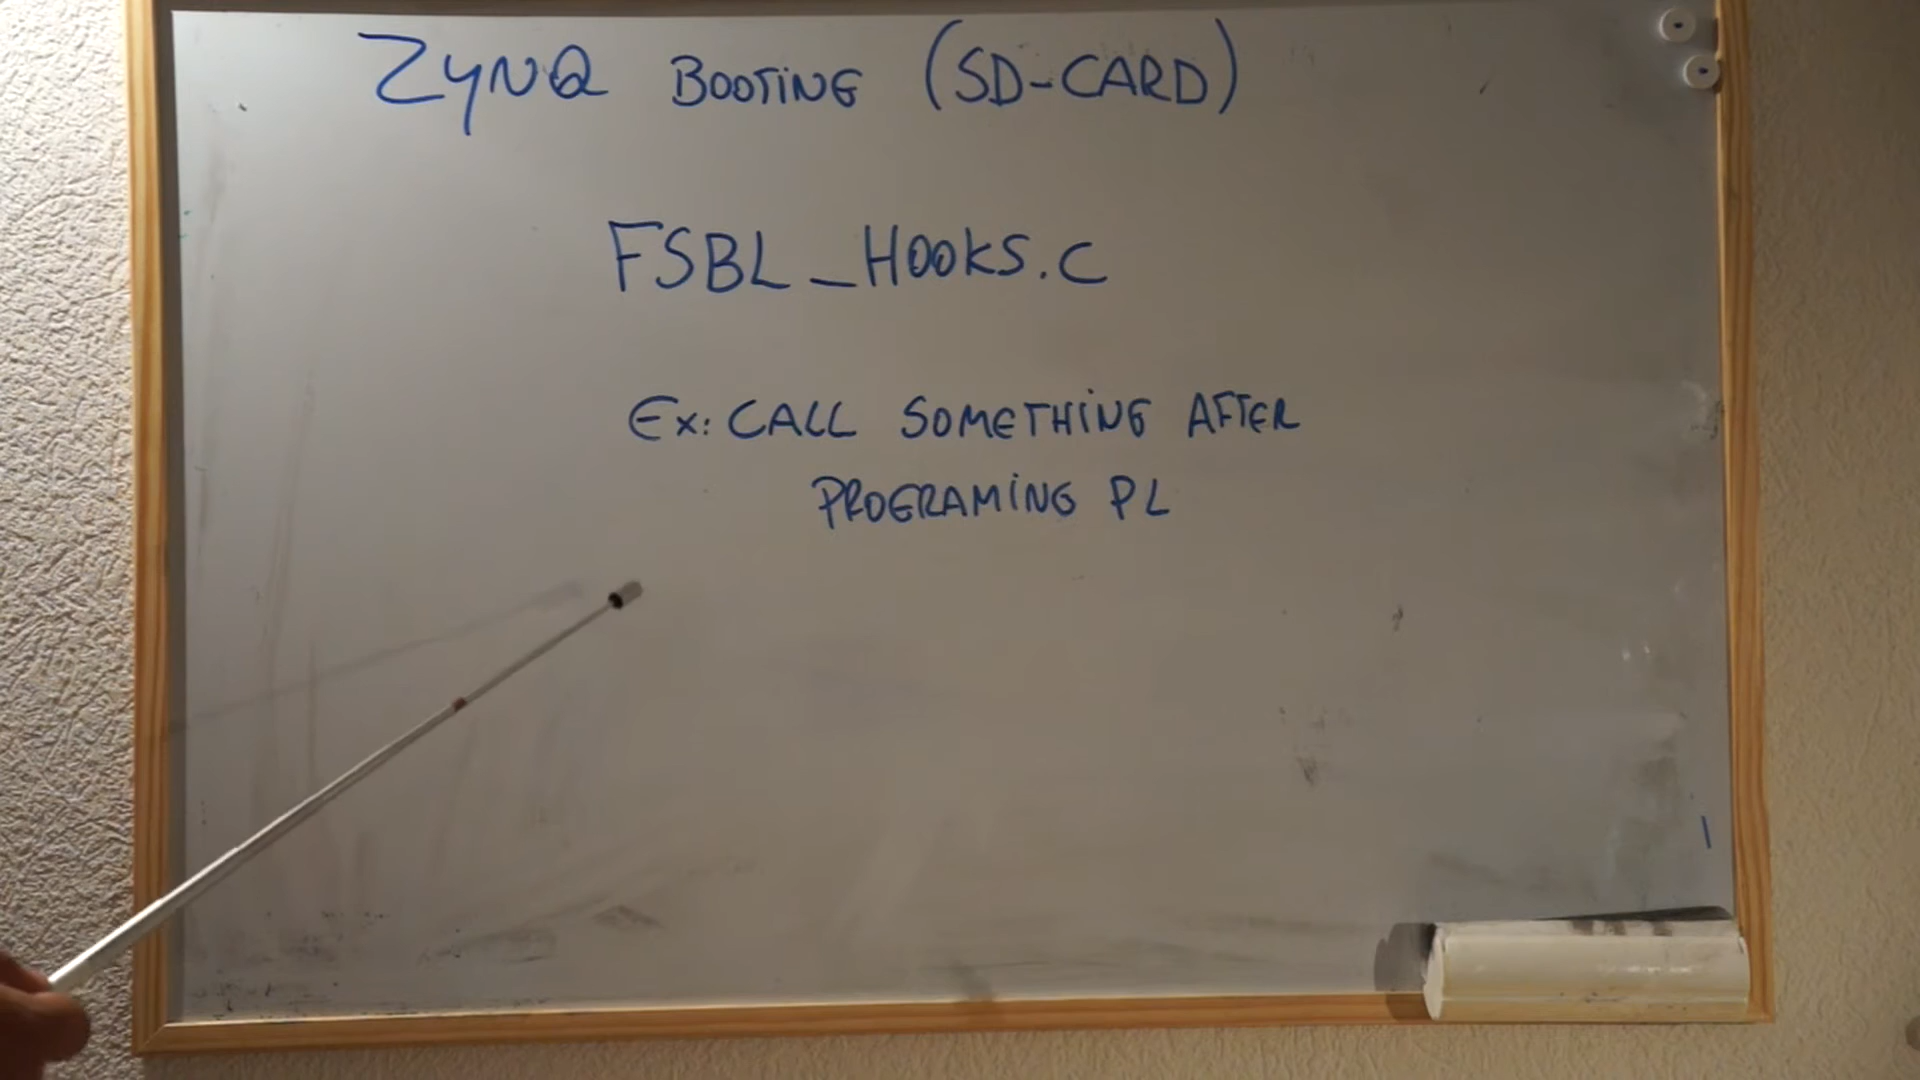 ZYNQ BOOTING (SD-CARD)
FSBL_HOOKS.C
EX: CALL SOMETHING AFTER
PROGRAMING PL